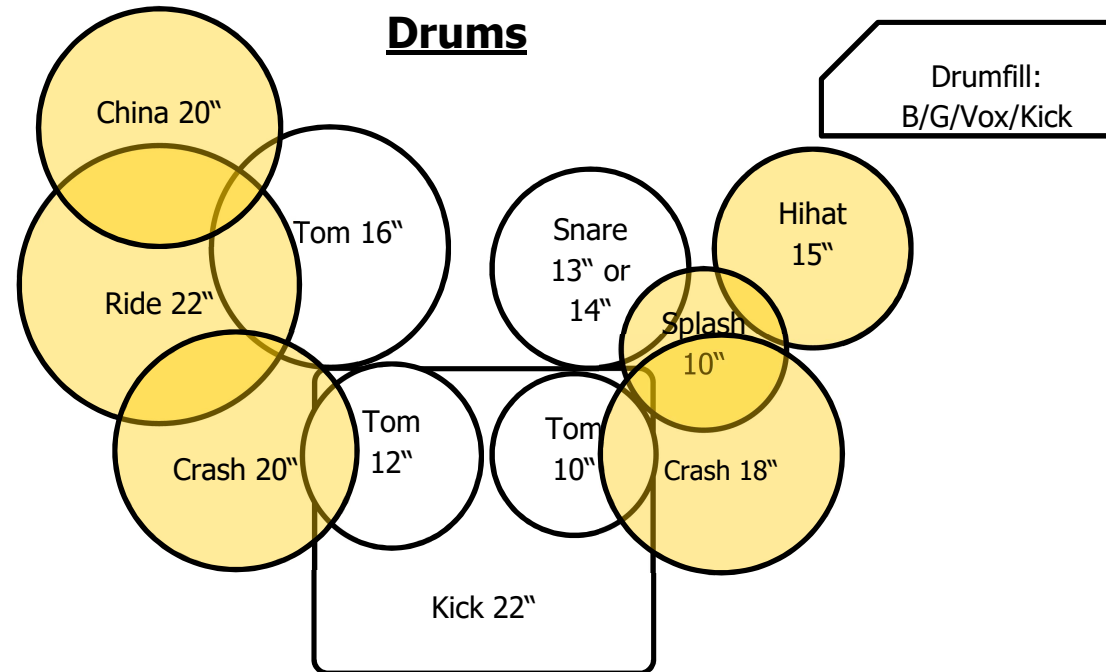 Drums
Drumfill:
B/G/Vox/Kick
China 20“
Tom 16“
Snare
13“ or
14“
Hihat
15“
Ride 22“
Splash
10“
Tom
12“
Tom
10“
Crash 20“
Crash 18“
Kick 22“